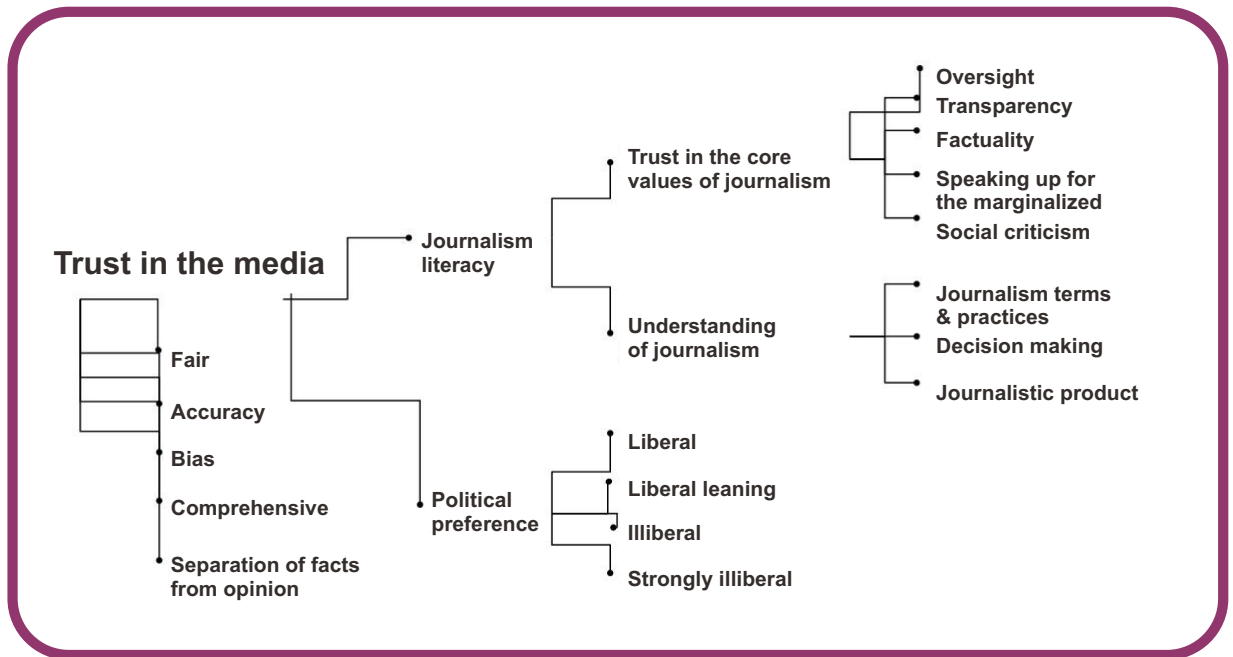 Trust in the media
Fair
Accuracy
Bias
Comprehensive
Separation of facts
from opinion
Journalism
literacy
Political
preference
Trust in the core
values of journalism
Understanding
of journalism
Liberal
Liberal leaning
Illiberal
Strongly illiberal
Oversight
Transparency
Factuality
Speaking up for
the marginalized
Social criticism
Journalism terms
& practices
Decision making
Journalistic product